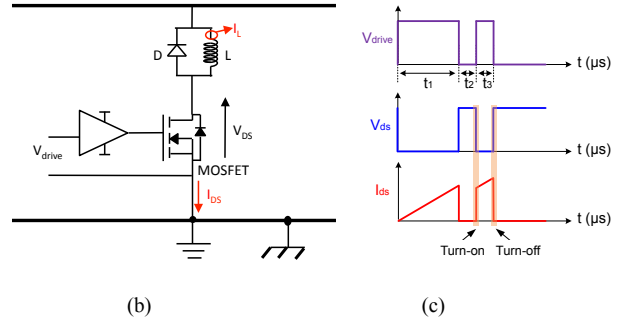 I_L
D
L
V_drive
V_DS
MOSFET
I_DS
(b)
V_drive
t (µs)
t₁
t₂
t₃
V_ds
t (µs)
I_ds
t (µs)
Turn-on
Turn-off
(c)